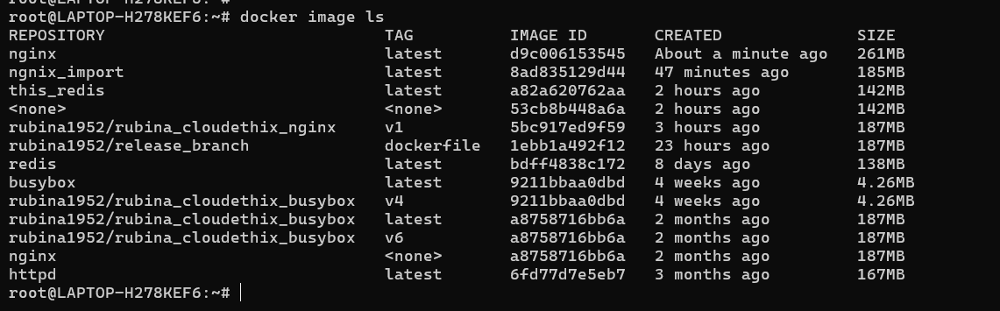 root@LAPTOP-H278KEF6:~# docker image ls
REPOSITORY TAG IMAGE ID CREATED SIZE
nginx latest d9c006153545 About a minute ago 261MB
ngnix_import latest 8ad835129d44 47 minutes ago 185MB
this_redis latest a82a620762aa 2 hours ago 142MB
<none> <none> 53cb8b448a6a 2 hours ago 142MB
rubina1952/rubina_cloudethix_nginx v1 5bc917ed9f59 3 hours ago 187MB
rubina1952/release_branch dockerfile 1ebb1a492f12 23 hours ago 187MB
redis latest bdff4838c172 8 days ago 138MB
busybox latest 9211bbaa0dbd 4 weeks ago 4.26MB
rubina1952/rubina_cloudethix_busybox v4 9211bbaa0dbd 4 weeks ago 4.26MB
rubina1952/rubina_cloudethix_busybox latest a8758716bb6a 2 months ago 187MB
rubina1952/rubina_cloudethix_busybox v6 a8758716bb6a 2 months ago 187MB
nginx <none> a8758716bb6a 2 months ago 187MB
httpd latest 6fd77d7e5eb7 3 months ago 167MB
root@LAPTOP-H278KEF6:~#